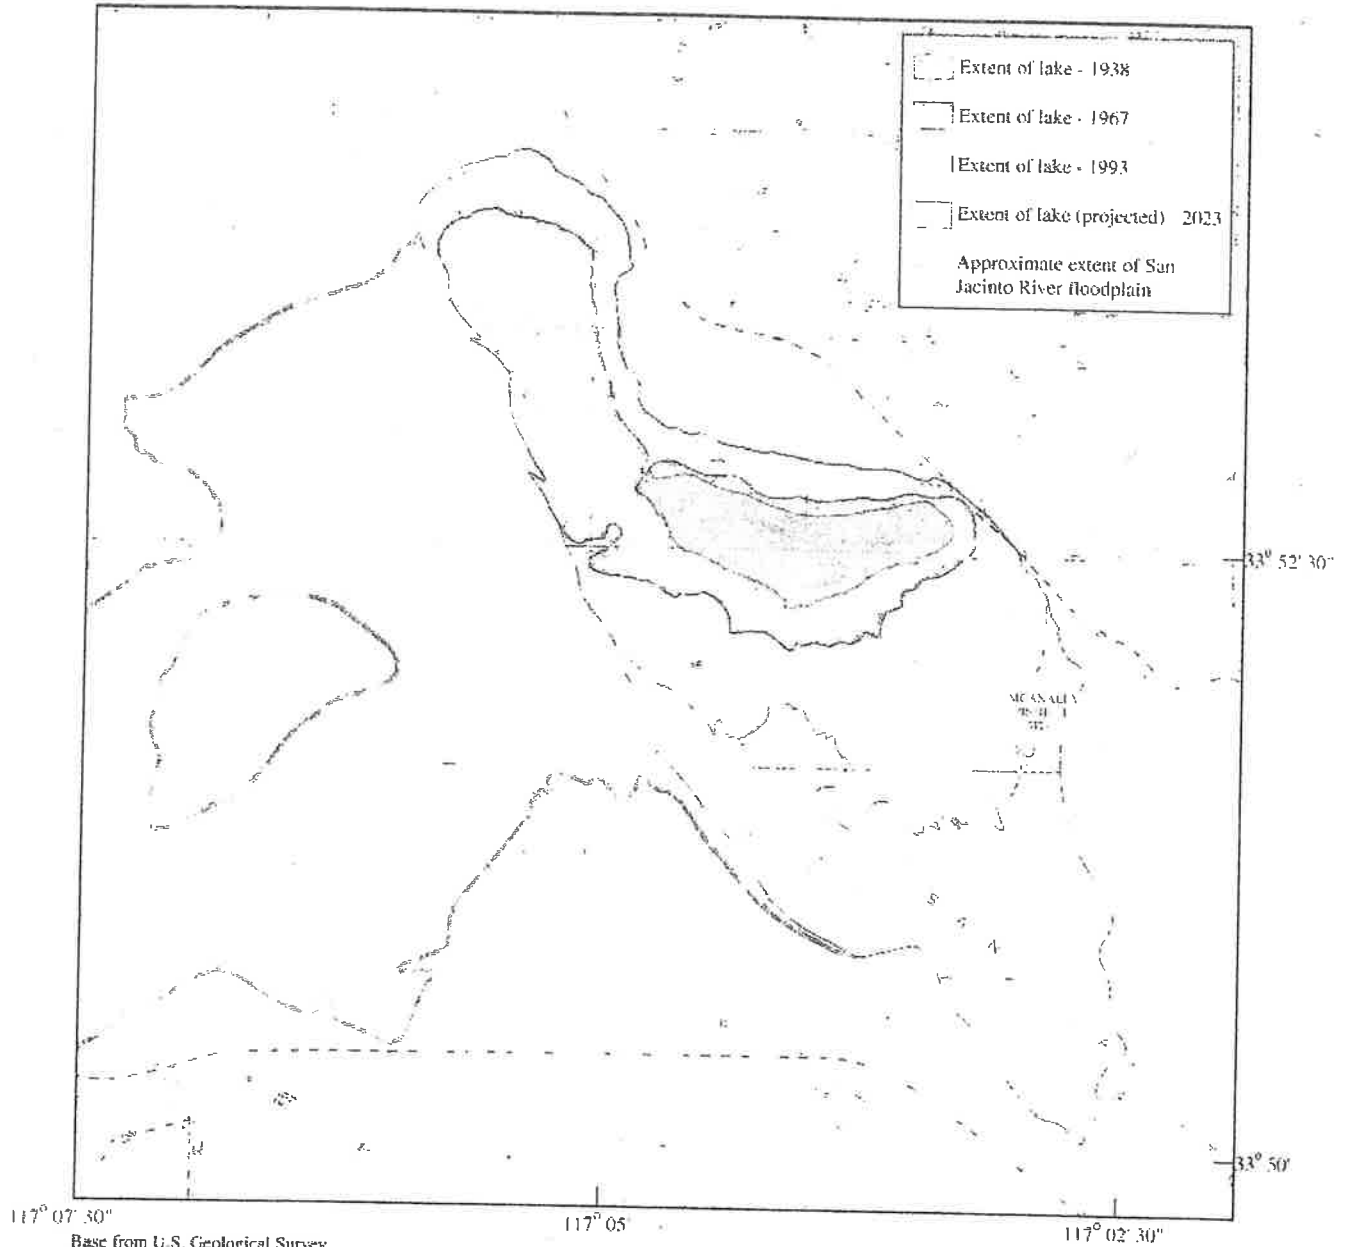 Extent of lake - 1938
Extent of lake - 1967
Extent of lake - 1993
Extent of lake (projected) 2023
Approximate extent of San
Jacinto River floodplain
33° 52' 30"
33° 50'
117° 07' 30"
117° 05'
117° 02' 30"
Base from U.S. Geological Survey